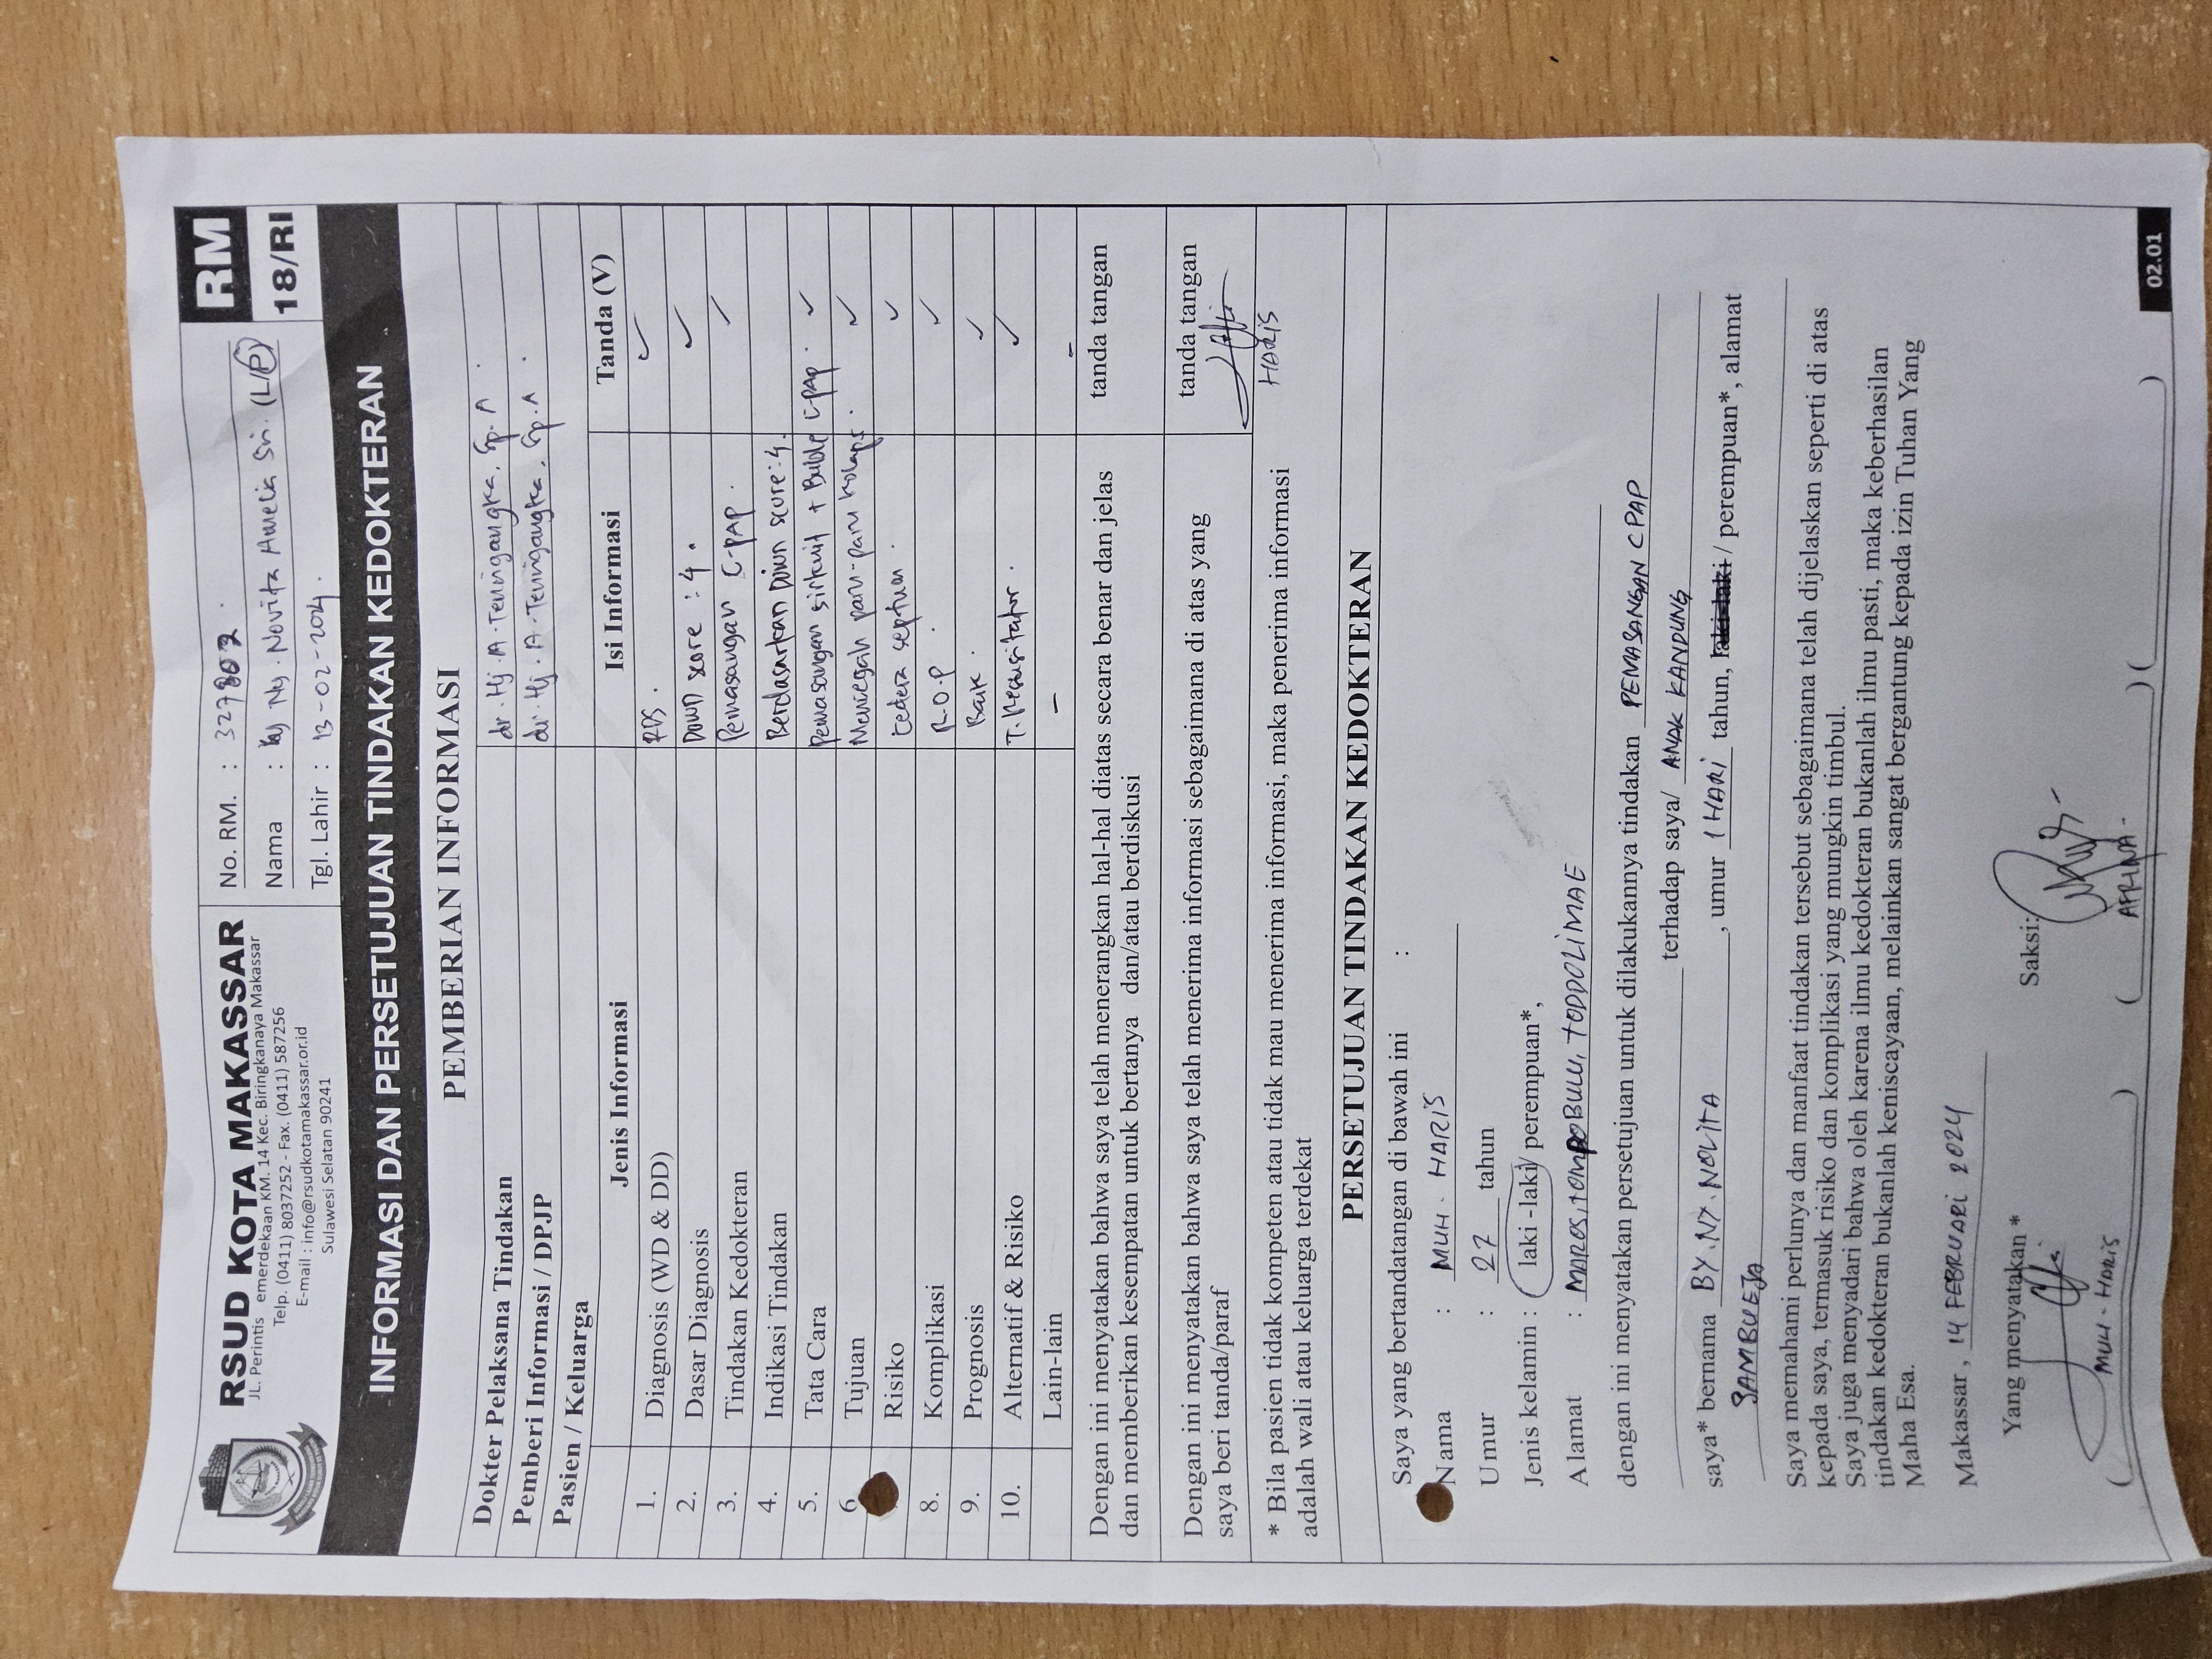 RSUD KOTA MAKASSAR
JL. Perintis emerdekaan KM. 14 Kec. Biringkanaya Makassar
Telp. (0411) 8037252 - Fax. (0411) 587256
E-mail : info@rsudkotamakassar.or.id
Sulawesi Selatan 90241
No. RM. : 327802
Nama : By Ny. Novita Amelia Sri. (L/P)
Tgl. Lahir : 13-02-2024.
RM
18/RI
INFORMASI DAN PERSETUJUAN TINDAKAN KEDOKTERAN
PEMBERIAN INFORMASI
Dokter Pelaksana Tindakan dr. Hj. A. Tenringangka, Sp. A
Pemberi Informasi / DPJP dr. Hj. A. Tenringangka, Sp. A
Pasien / Keluarga
Jenis Informasi Isi Informasi Tanda (V)
1. Diagnosis (WD & DD) RDS. ✓
2. Dasar Diagnosis Down score : 4. ✓
3. Tindakan Kedokteran Pemasangan C-PAP. ✓
4. Indikasi Tindakan Berdasarkan Down score: 4.
5. Tata Cara Pemasangan sirkuit + Buble C-PAP. ✓
6 Tujuan Mencegah paru-paru kolaps. ✓
Risiko Cedera septum. ✓
8. Komplikasi R.O.P ✓
9. Prognosis Baik. ✓
10. Alternatif & Risiko T. Resusitator. ✓
Lain-lain - -
Dengan ini menyatakan bahwa saya telah menerangkan hal-hal diatas secara benar dan jelas
dan memberikan kesempatan untuk bertanya dan/atau berdiskusi
tanda tangan
Dengan ini menyatakan bahwa saya telah menerima informasi sebagaimana di atas yang
saya beri tanda/paraf
tanda tangan
HARIS
* Bila pasien tidak kompeten atau tidak mau menerima informasi, maka penerima informasi
adalah wali atau keluarga terdekat
PERSETUJUAN TINDAKAN KEDOKTERAN
Saya yang bertandatangan di bawah ini :
Nama : MUH. HARIS
Umur : 27 tahun
Jenis kelamin : laki -laki/ perempuan*,
Alamat : MAROS, TOMPOBULU, TODDOLIMAE
dengan ini menyatakan persetujuan untuk dilakukannya tindakan PEMASANGAN CPAP
terhadap saya/ ANAK KANDUNG
saya* bernama BY. NY. NOVITA, umur 1 HARI tahun, laki-laki / perempuan*, alamat
SAMBUEJA
Saya memahami perlunya dan manfaat tindakan tersebut sebagaimana telah dijelaskan seperti di atas
kepada saya, termasuk risiko dan komplikasi yang mungkin timbul.
Saya juga menyadari bahwa oleh karena ilmu kedokteran bukanlah ilmu pasti, maka keberhasilan
tindakan kedokteran bukanlah keniscayaan, melainkan sangat bergantung kepada izin Tuhan Yang
Maha Esa.
Makassar, 14 FEBRUARI 2024
Yang menyatakan * Saksi:
( MUH. HARIS ) ( AFRINA- ) ( )
02.01